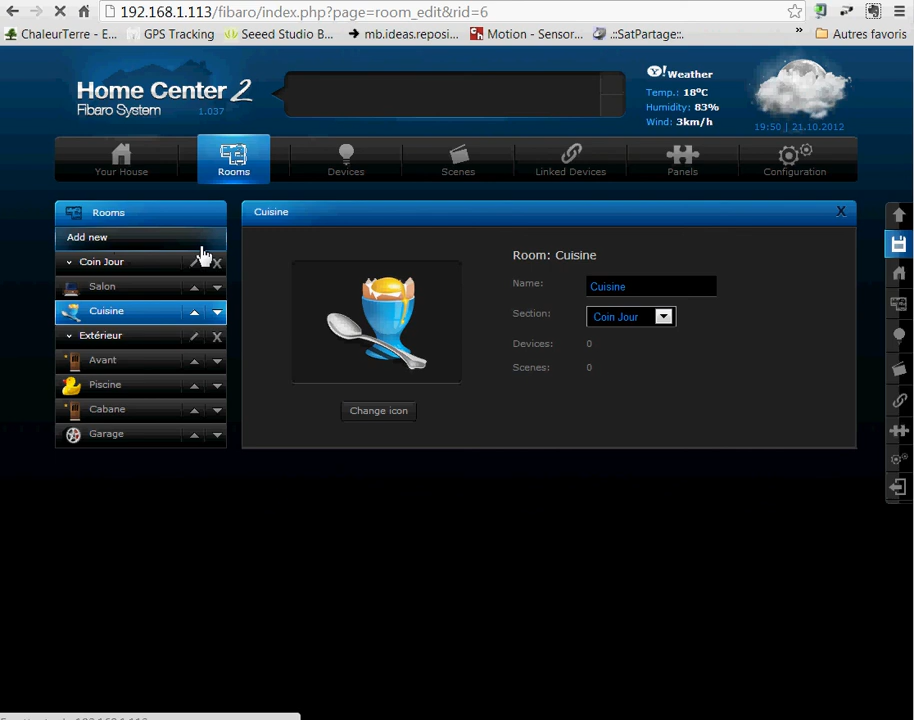 192.168.1.113/fibaro/index.php?page=room_edit&rid=6
ChaleurTerre - E... GPS Tracking Seeed Studio B... mb.ideas.reposi... Motion - Sensor... .::SatPartage::. » Autres favoris
Home Center 2
Fibaro System 1.037
Y! Weather
Temp.: 18°C
Humidity: 83%
Wind: 3km/h
19:50 | 21.10.2012
Your House Rooms Devices Scenes Linked Devices Panels Configuration
Rooms
Add new
Coin Jour X
Salon
Cuisine
Extérieur X
Avant
Piscine
Cabane
Garage
Cuisine X
Room: Cuisine
Name: Cuisine
Section: Coin Jour
Devices: 0
Scenes: 0
Change icon